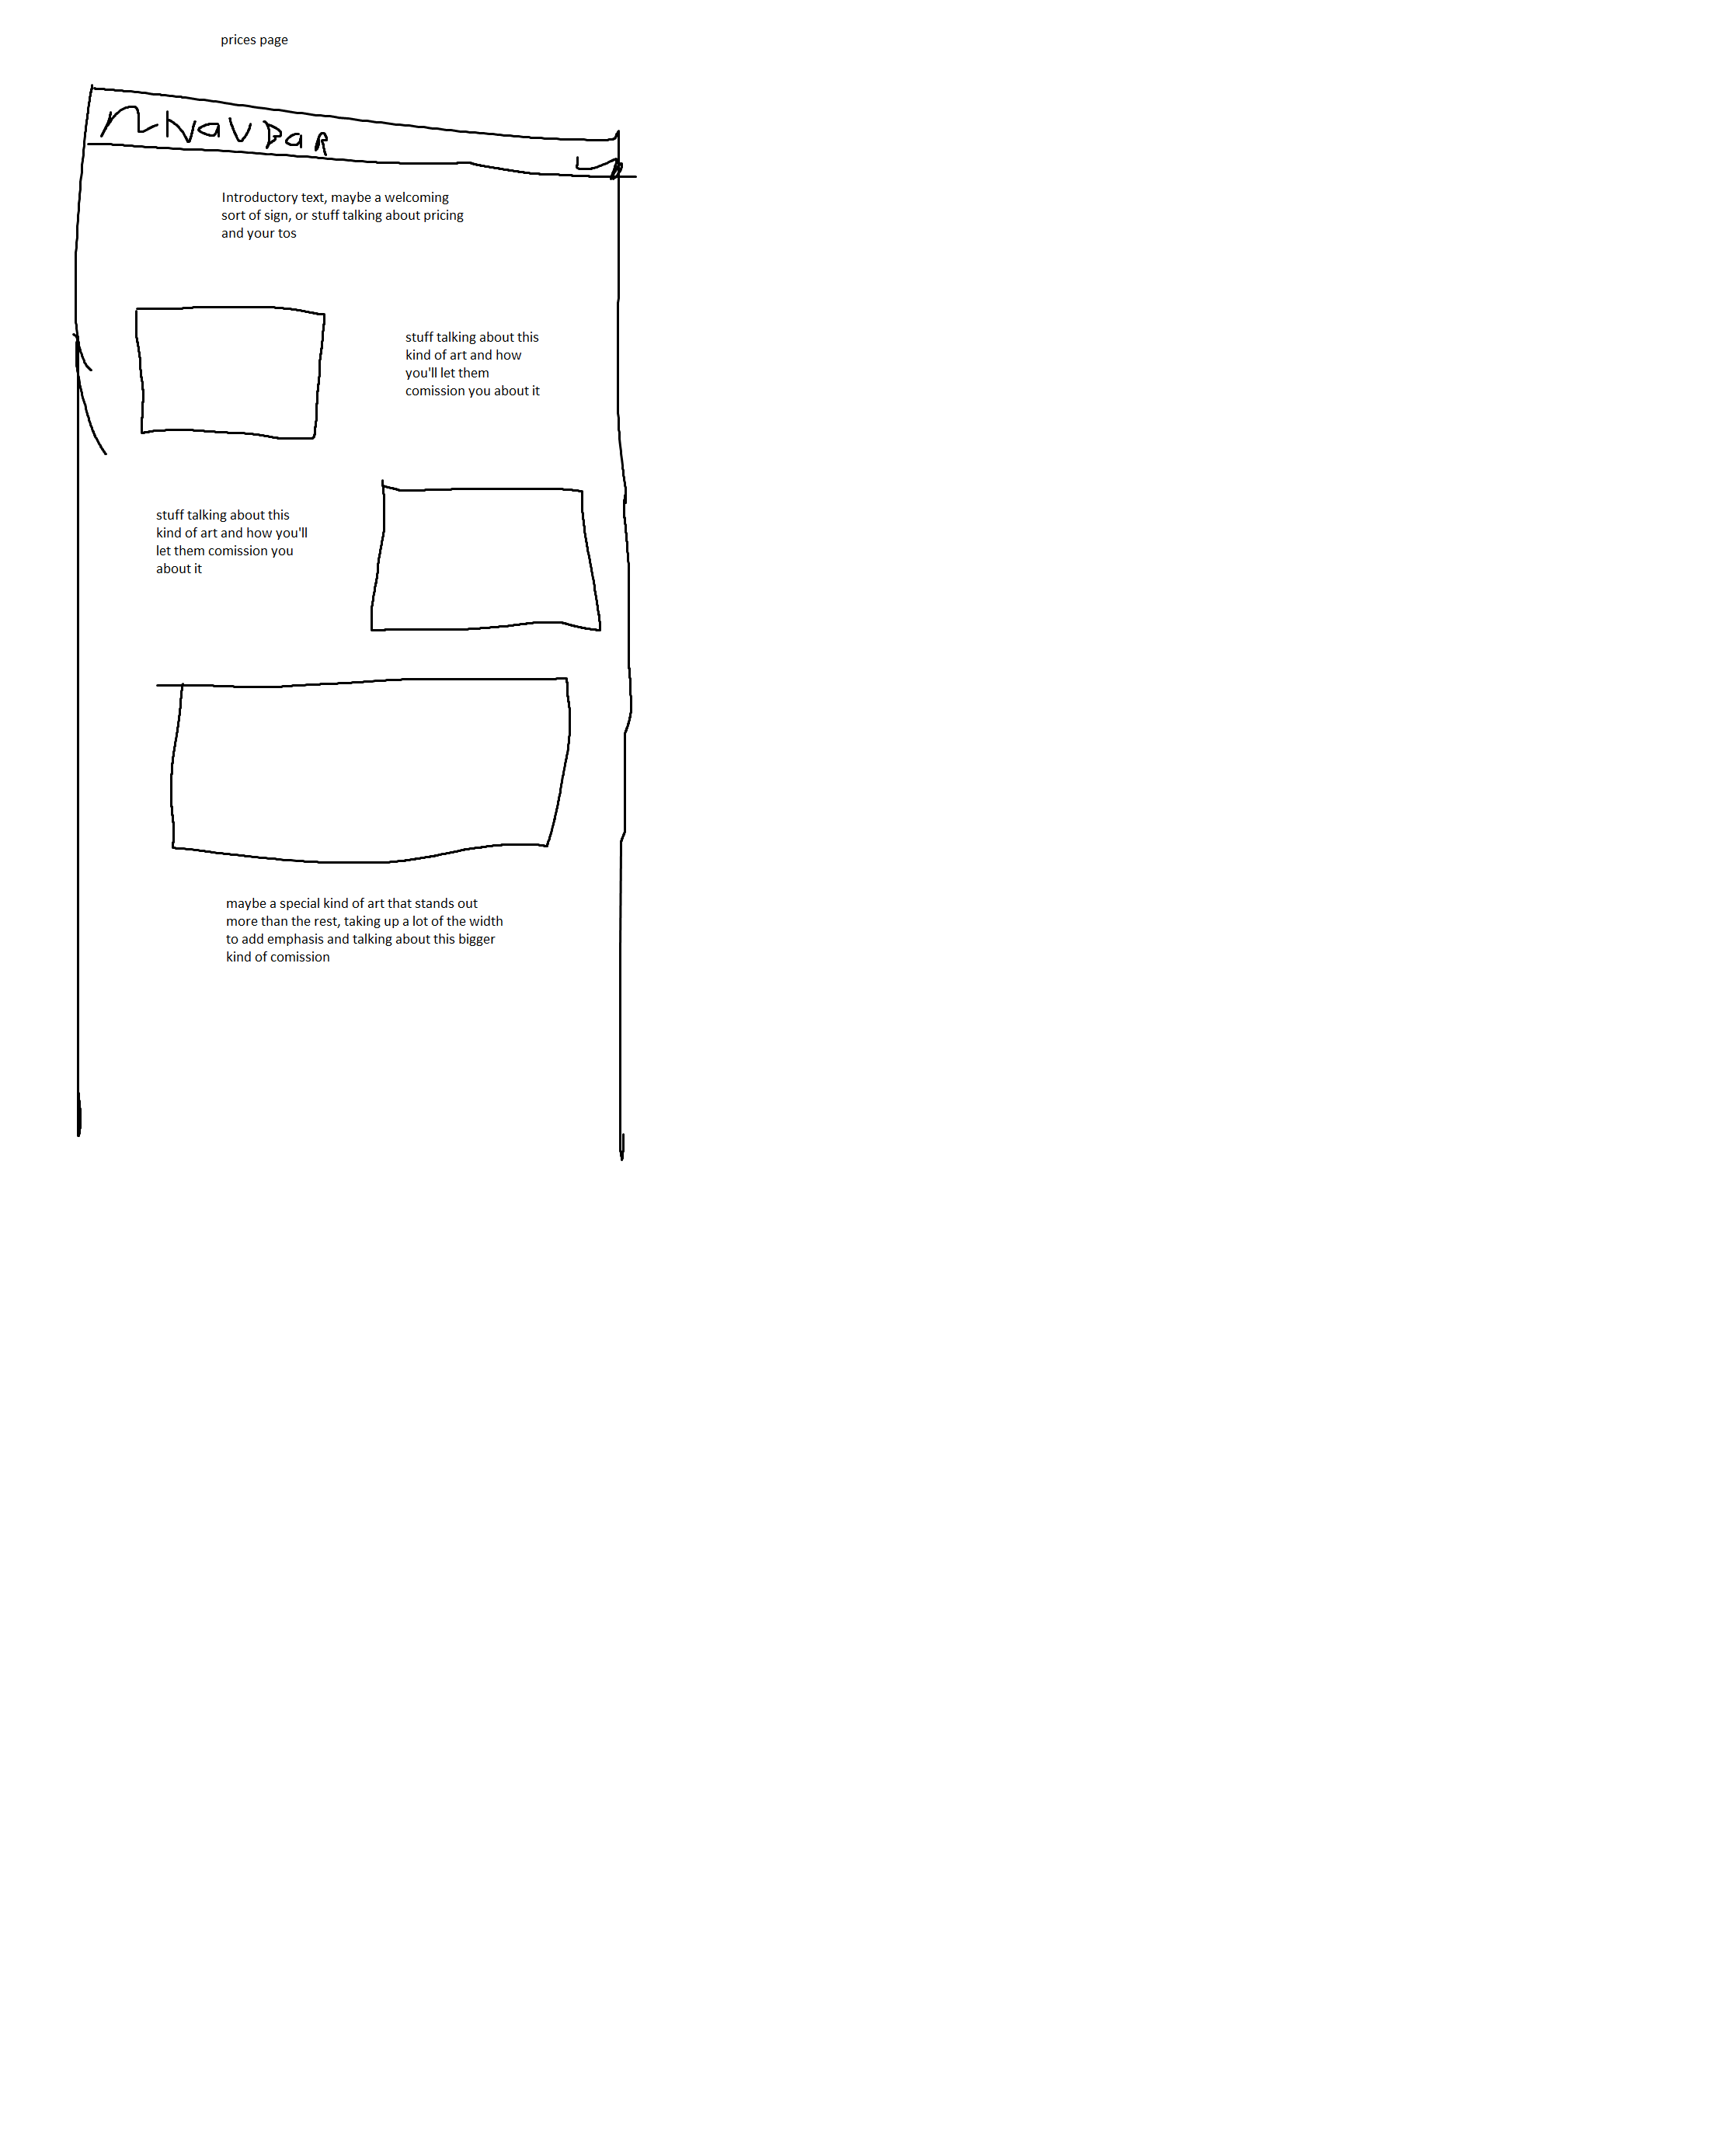 prices page
NavBaR
Introductory text, maybe a welcoming
sort of sign, or stuff talking about pricing
and your tos
stuff talking about this
kind of art and how
you'll let them
comission you about it
stuff talking about this
kind of art and how you'll
let them comission you
about it
maybe a special kind of art that stands out
more than the rest, taking up a lot of the width
to add emphasis and talking about this bigger
kind of comission